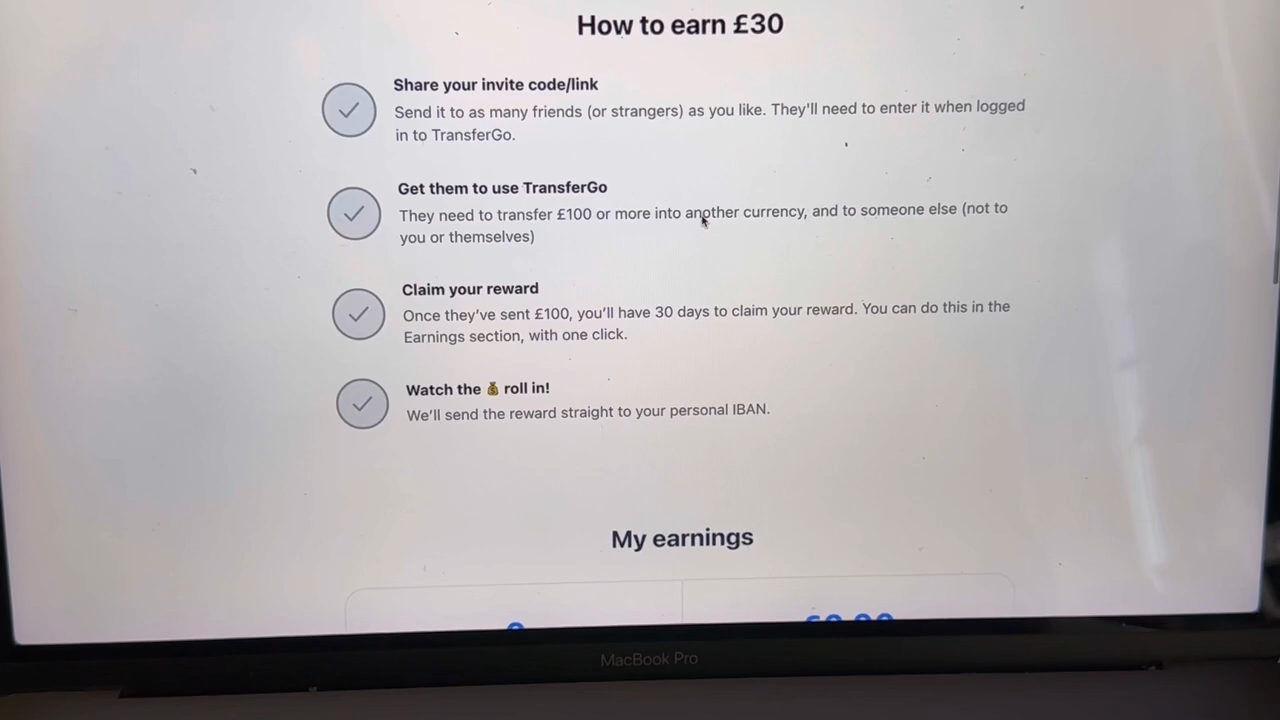 How to earn £30
Share your invite code/link
Send it to as many friends (or strangers) as you like. They'll need to enter it when logged
in to TransferGo.
Get them to use TransferGo
They need to transfer £100 or more into another currency, and to someone else (not to
you or themselves)
Claim your reward
Once they've sent £100, you'll have 30 days to claim your reward. You can do this in the
Earnings section, with one click.
Watch the 💰 roll in!
We'll send the reward straight to your personal IBAN.
My earnings
MacBook Pro